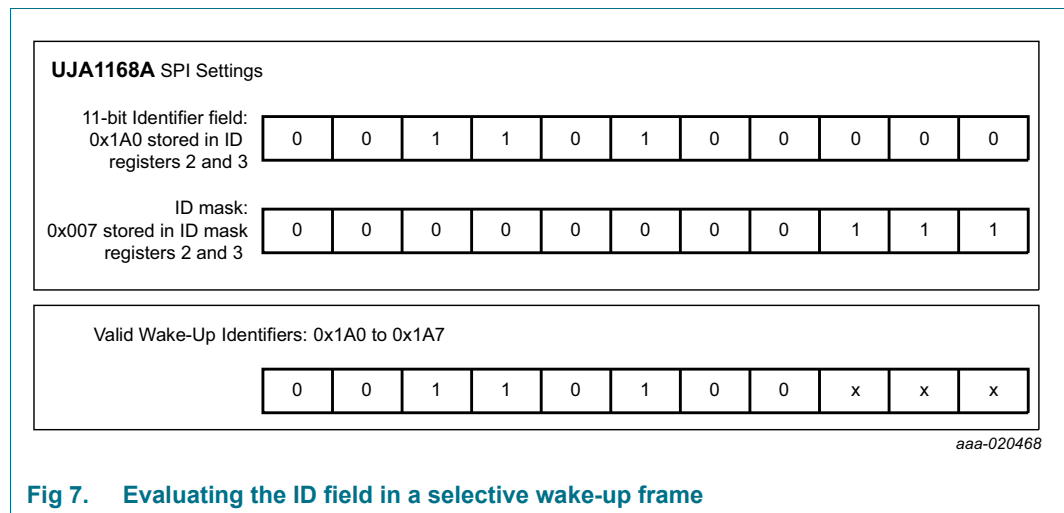 UJA1168A SPI Settings
11-bit Identifier field:
0x1A0 stored in ID
registers 2 and 3
0 0 1 1 0 1 0 0 0 0 0
ID mask:
0x007 stored in ID mask
registers 2 and 3
0 0 0 0 0 0 0 0 1 1 1
Valid Wake-Up Identifiers: 0x1A0 to 0x1A7
0 0 1 1 0 1 0 0 x x x
aaa-020468
Fig 7. Evaluating the ID field in a selective wake-up frame